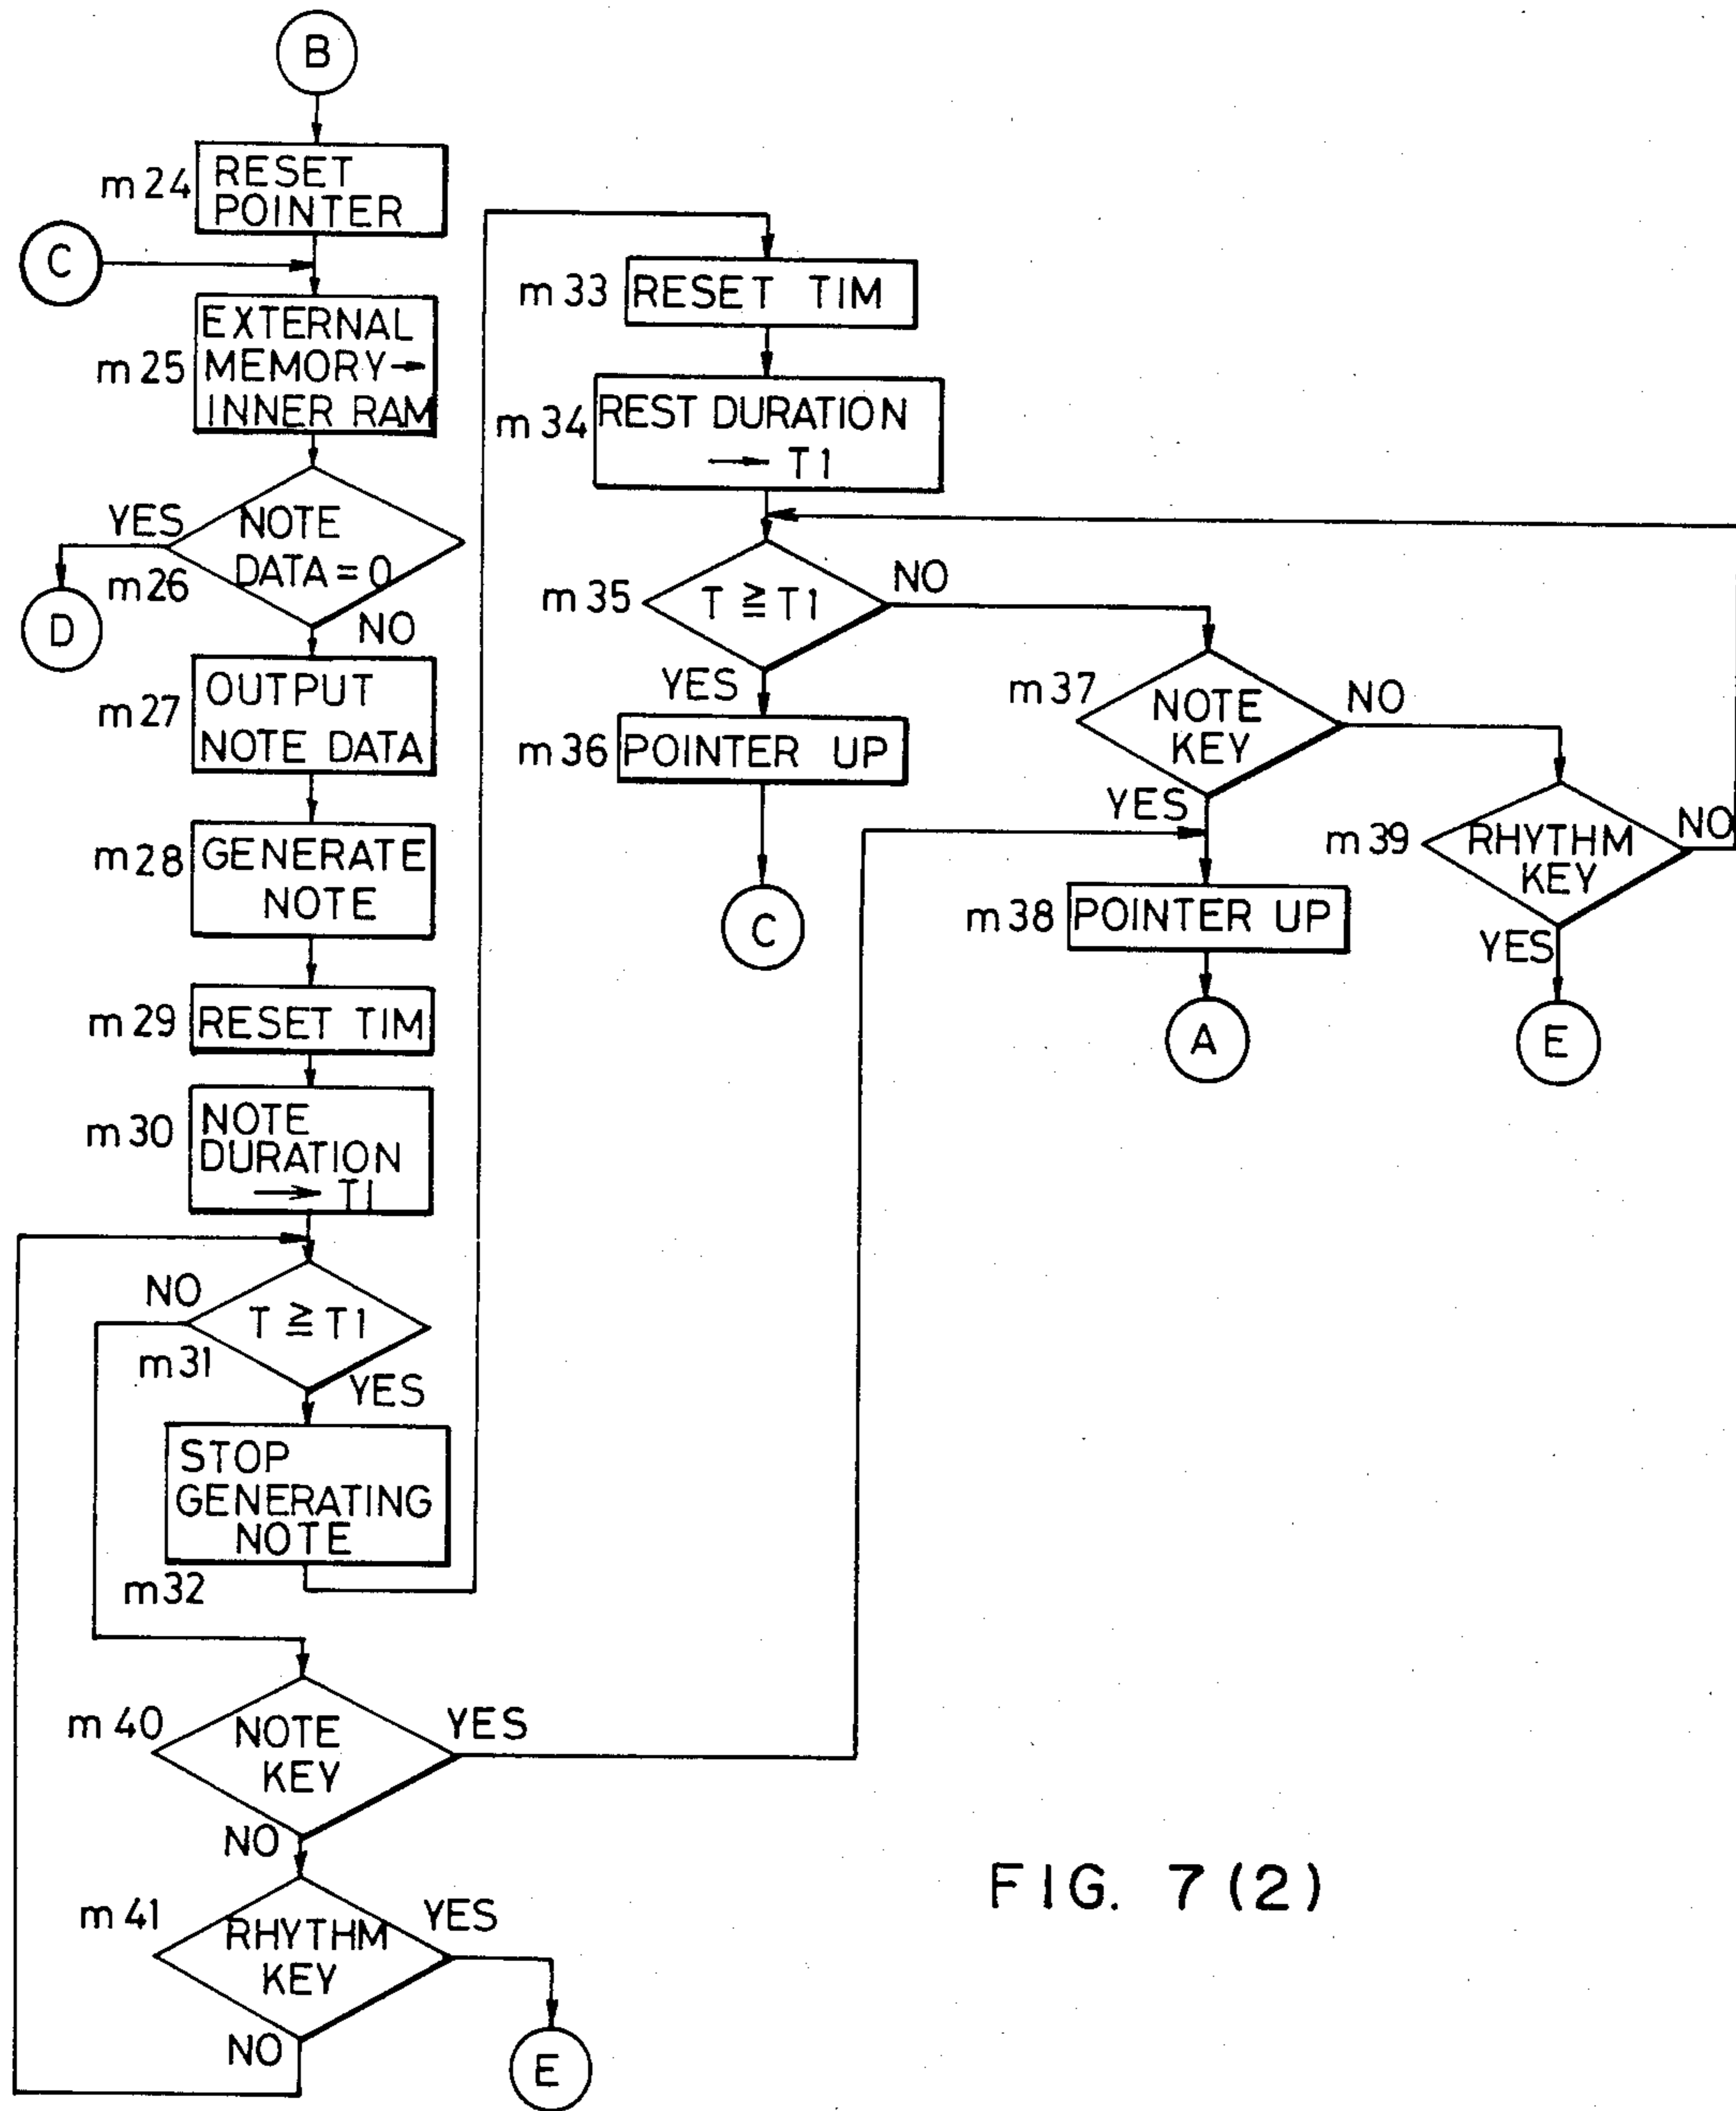 B
m24
RESET
POINTER
C
m25
EXTERNAL
MEMORY→
INNER RAM
YES
m26
NOTE
DATA = 0
NO
D
m27
OUTPUT
NOTE DATA
m28
GENERATE
NOTE
m29
RESET TIM
m30
NOTE
DURATION
→ T1
NO
T ≧ T1
m31
YES
STOP
GENERATING
NOTE
m32
m40
NOTE
KEY
YES
NO
m41
RHYTHM
KEY
YES
NO
E
m33
RESET TIM
m34
REST DURATION
→ T1
m35
T ≧ T1
NO
YES
m36
POINTER UP
C
m37
NOTE
KEY
NO
YES
m38
POINTER UP
A
m39
RHYTHM
KEY
NO
YES
E
FIG. 7 (2)